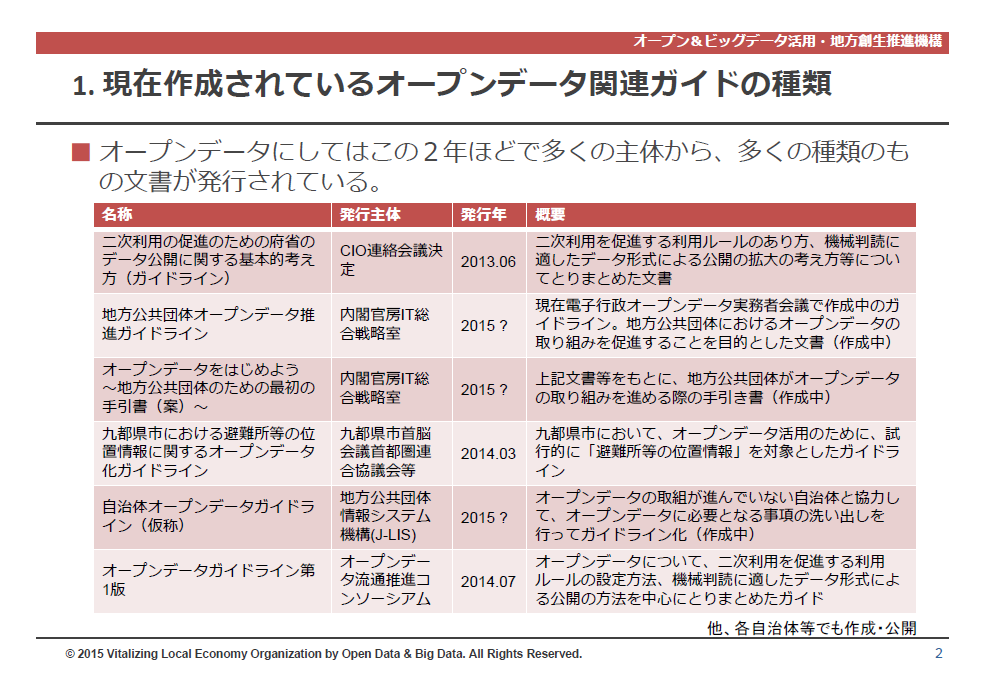 オープン＆ビッグデータ活用・地方創生推進機構
1. 現在作成されているオープンデータ関連ガイドの種類
■ オープンデータにしてはこの２年ほどで多くの主体から、多くの種類のも
の文書が発行されている。
名称 発行主体 発行年 概要
二次利用の促進のための府省の
データ公開に関する基本的考え
方（ガイドライン）
CIO連絡会議決
定
2013.06
二次利用を促進する利用ルールのあり方、機械判読に
適したデータ形式による公開の拡大の考え方等につい
てとりまとめた文書
地方公共団体オープンデータ推
進ガイドライン
内閣官房IT総
合戦略室
2015？
現在電子行政オープンデータ実務者会議で作成中のガ
イドライン。地方公共団体におけるオープンデータの
取り組みを促進することを目的とした文書（作成中）
オープンデータをはじめよう
～地方公共団体のための最初の
手引書（案）～
内閣官房IT総
合戦略室
2015？
上記文書等をもとに、地方公共団体がオープンデータ
の取り組みを進める際の手引き書（作成中）
九都県市における避難所等の位
置情報に関するオープンデータ
化ガイドライン
九都県市首脳
会議首都圏連
合協議会等
2014.03
九都県市において、オープンデータ活用のために、試
行的に「避難所等の位置情報」を対象としたガイドラ
イン
自治体オープンデータガイドラ
イン（仮称）
地方公共団体
情報システム
機構(J-LIS)
2015？
オープンデータの取組が進んでいない自治体と協力し
て、オープンデータに必要となる事項の洗い出しを
行ってガイドライン化（作成中）
オープンデータガイドライン第
1版
オープンデー
タ流通推進コ
ンソーシアム
2014.07
オープンデータについて、二次利用を促進する利用
ルールの設定方法、機械判読に適したデータ形式によ
る公開の方法を中心にとりまとめたガイド
他、各自治体等でも作成・公開
© 2015 Vitalizing Local Economy Organization by Open Data & Big Data. All Rights Reserved.
2